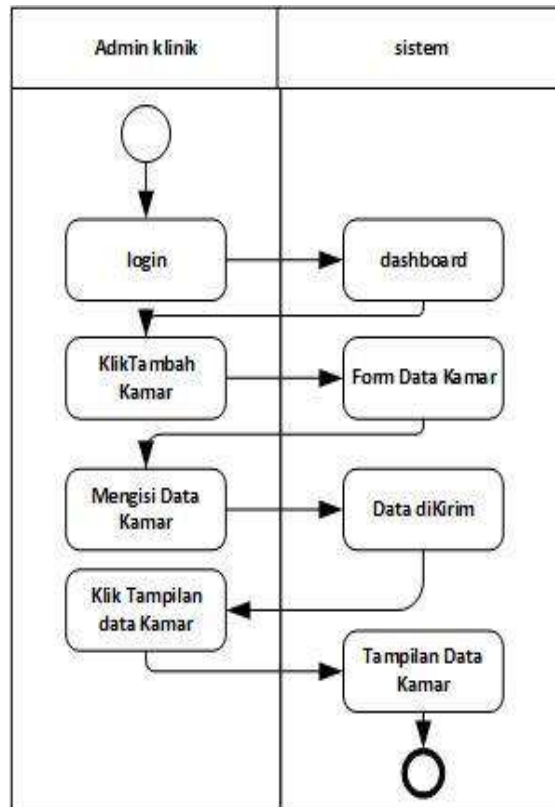 Admin klinik
sistem
login
dashboard
KlikTambah
Kamar
Form Data Kamar
Mengisi Data
Kamar
Data diKirim
Klik Tampilan
data Kamar
Tampilan Data
Kamar